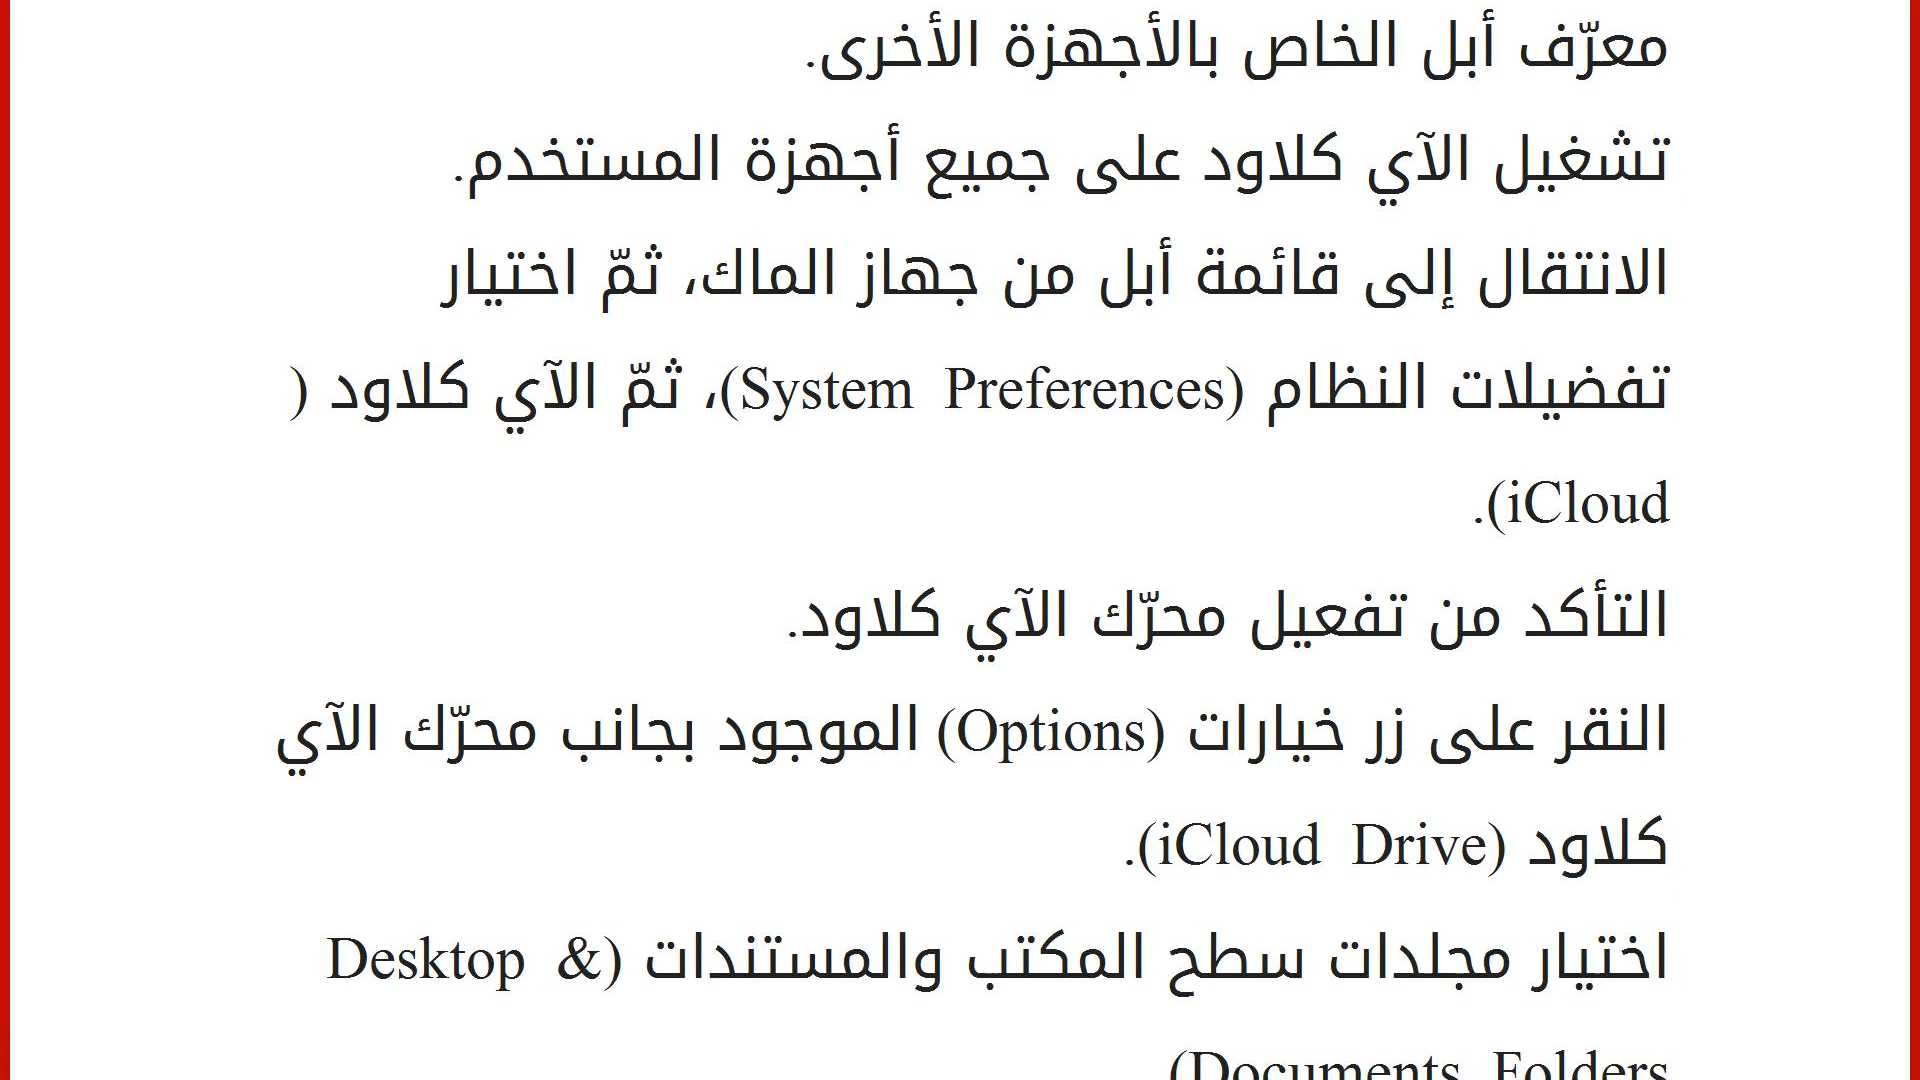 معرّف أبل الخاص بالأجهزة الأخرى.
تشغيل الآي كلاود على جميع أجهزة المستخدم.
الانتقال إلى قائمة أبل من جهاز الماك، ثمّ اختيار
تفضيلات النظام (System Preferences)، ثمّ الآي كلاود (
iCloud).
التأكد من تفعيل محرّك الآي كلاود.
النقر على زر خيارات (Options) الموجود بجانب محرّك الآي
كلاود (iCloud Drive).
اختيار مجلدات سطح المكتب والمستندات (Desktop &
Documents Folders)